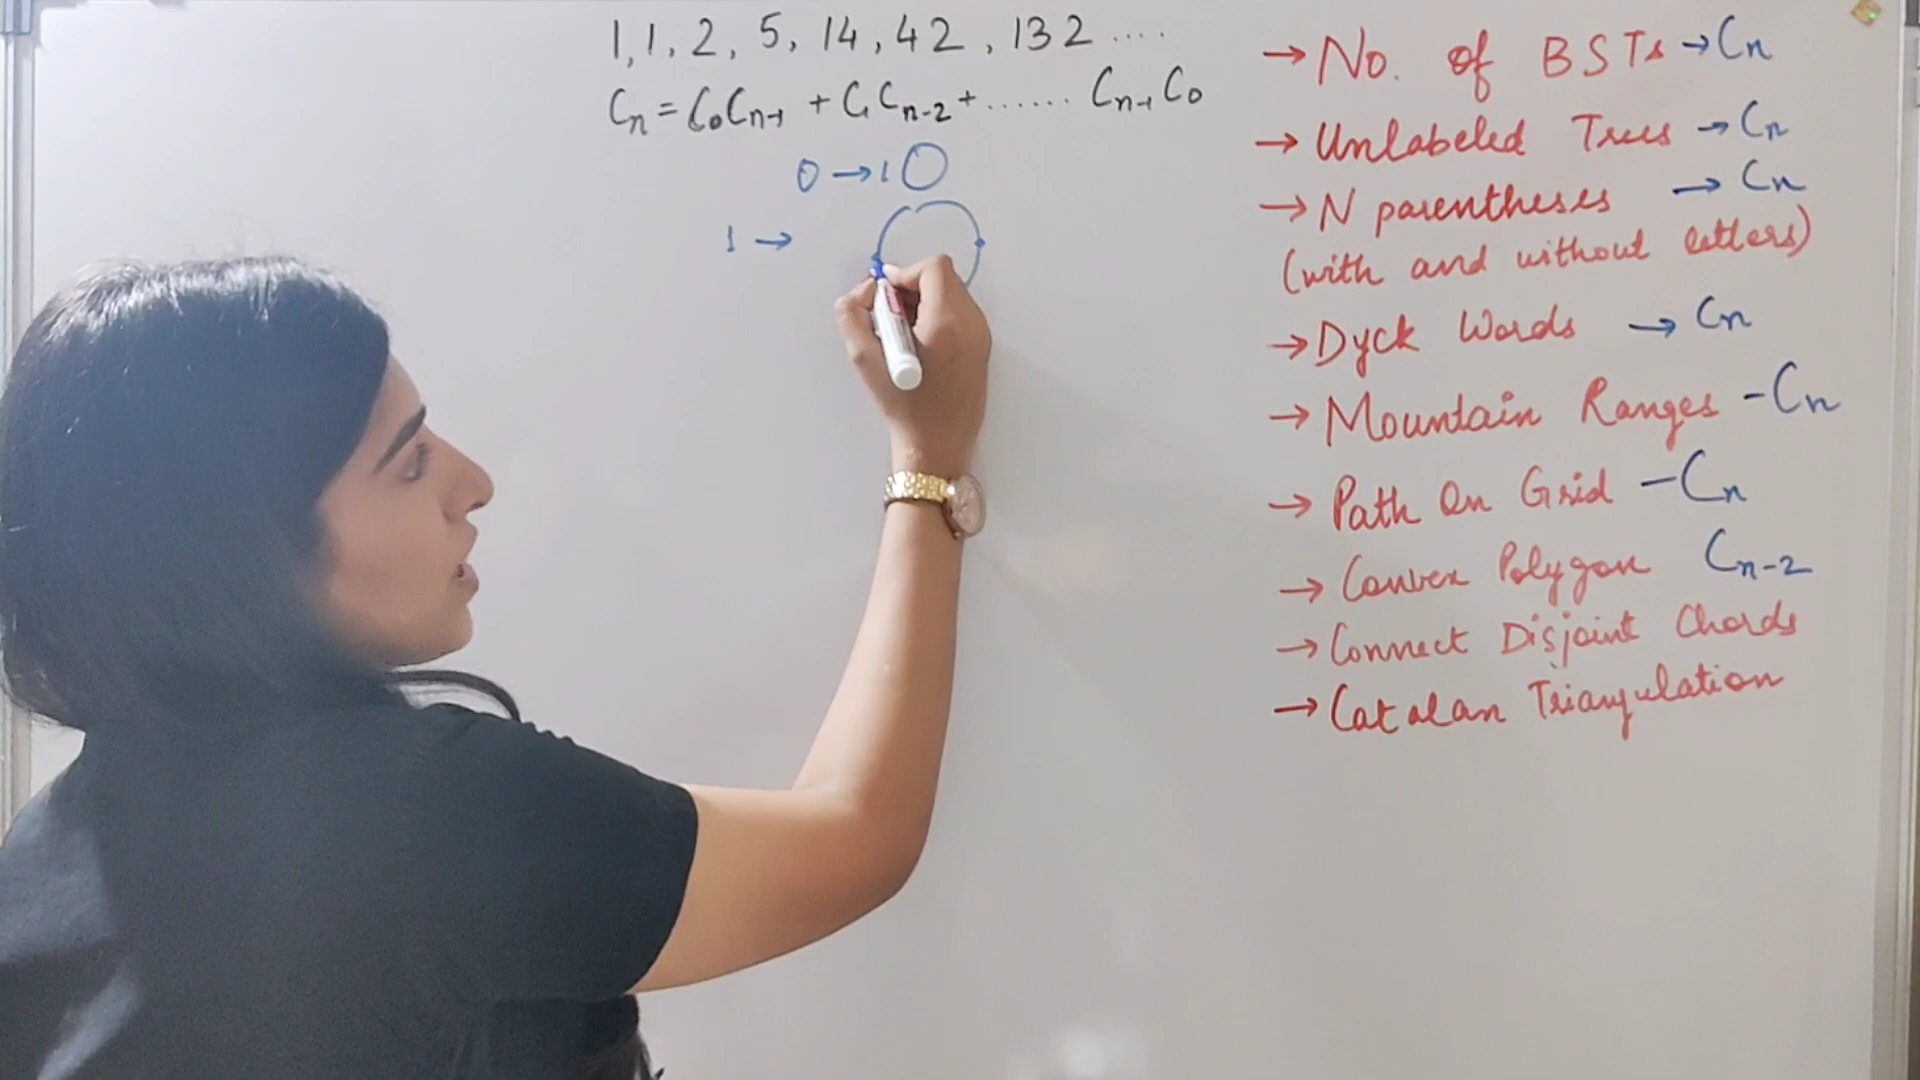 1, 1, 2, 5, 14, 42, 132 ....
Cn = C0Cn-1 + C1Cn-2 + ...... Cn-1 C0
0 → 1
1 →
→ No. of BSTs → Cn
→ Unlabeled Trees → Cn
→ N parentheses → Cn
(with and without letters)
→ Dyck Words → Cn
→ Mountain Ranges - Cn
→ Path On Grid - Cn
→ Convex Polygon Cn-2
→ Connect Disjoint Chords
→ Catalan Triangulation